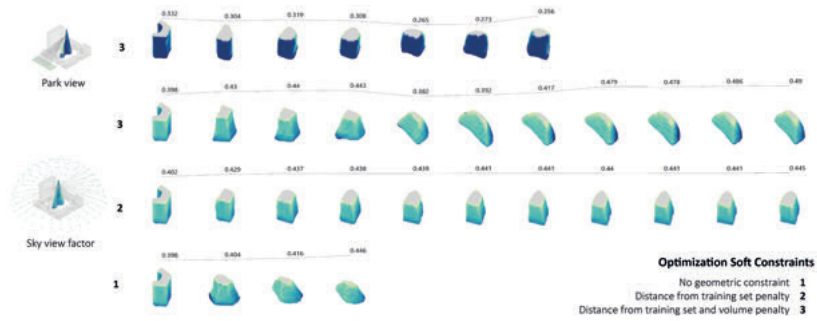 0.332 0.304 0.319 0.308 0.265 0.273 0.256
3
Park view
0.398 0.43 0.44 0.443 0.382 0.392 0.417 0.479 0.478 0.486 0.49
3
0.402 0.429 0.437 0.438 0.439 0.441 0.441 0.44 0.441 0.441 0.445
2
Sky view factor
0.398 0.404 0.416 0.446
1
Optimization Soft Constraints
No geometric constraint 1
Distance from training set penalty 2
Distance from training set and volume penalty 3